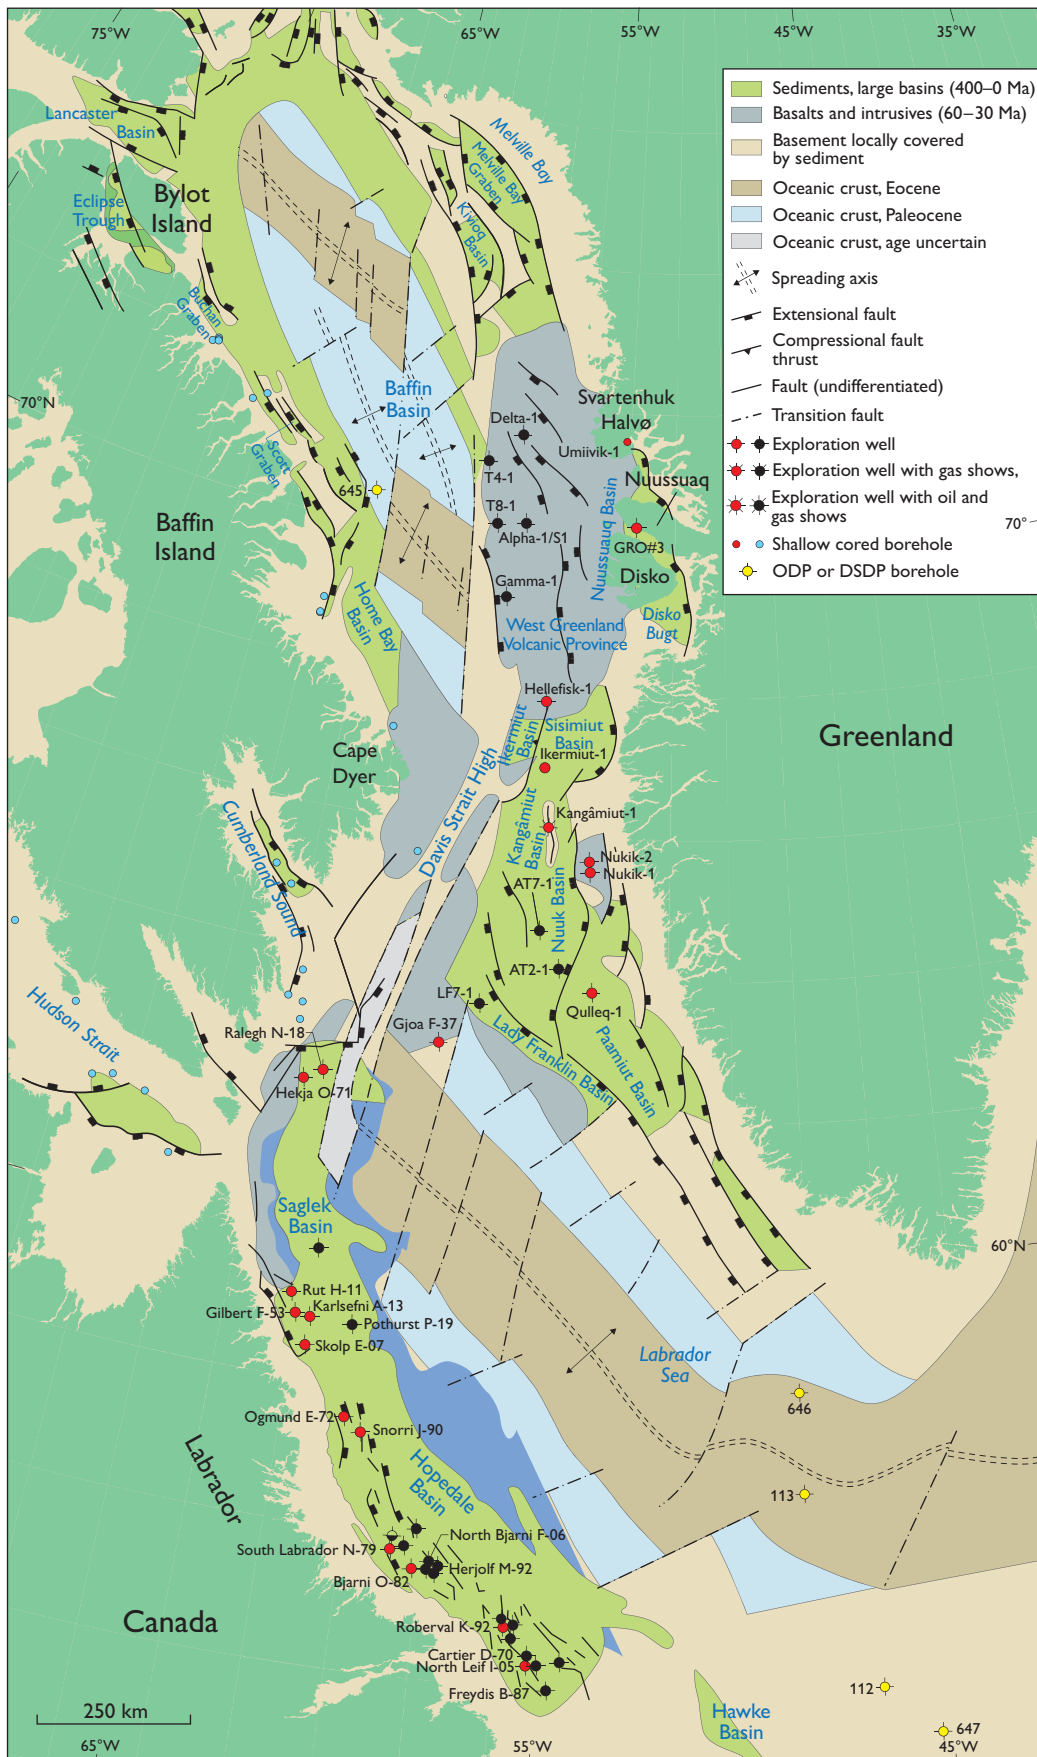 75°W
65°W
55°W
45°W
35°W
Sediments, large basins (400–0 Ma)
Basalts and intrusives (60–30 Ma)
Basement locally covered
by sediment
Oceanic crust, Eocene
Oceanic crust, Paleocene
Oceanic crust, age uncertain
Spreading axis
Extensional fault
Compressional fault
thrust
Fault (undifferentiated)
Transition fault
Exploration well
Exploration well with gas shows,
Exploration well with oil and
gas shows
Shallow cored borehole
ODP or DSDP borehole
Lancaster
Basin
Melville Bay
Melville Bay
Graben
Bylot
Island
Eclipse
Trough
Kivioq
Basin
Buchan
Graben
70°N
Baffin
Basin
Svartenhuk
Halvø
Delta-1
Umiivik-1
Scott
Graben
T4-1
Nuussuaq
645
T8-1
Alpha-1/S1
Nuussuauq Basin
70°
Baffin
Island
GRO#3
Disko
Gamma-1
Home Bay
Basin
West Greenland
Volcanic Province
Disko
Bugt
Hellefisk-1
Ikermiut
Basin
Sisimiut
Basin
Greenland
Cape
Dyer
Ikermiut-1
Davis Strait High
Kangâmiut
Basin
Kangâmiut-1
Cumberland Sound
Nukik-2
Nukik-1
AT7-1
Nuuk Basin
AT2-1
LF7-1
Qulleq-1
Hudson Strait
Ralegh N-18
Gjoa F-37
Lady Franklin Basin
Paamiut Basin
Hekja O-71
Saglek
Basin
60°N
Rut H-11
Gilbert F-53
Karlsefni A-13
Pothurst P-19
Skolp E-07
Labrador
Sea
646
Ogmund E-72
Snorri J-90
Labrador
Hopedale
Basin
113
North Bjarni F-06
South Labrador N-79
Herjolf M-92
Bjarni O-82
Canada
Roberval K-92
Cartier D-70
North Leif I-05
Freydis B-87
112
250 km
Hawke
Basin
647
65°W
55°W
45°W